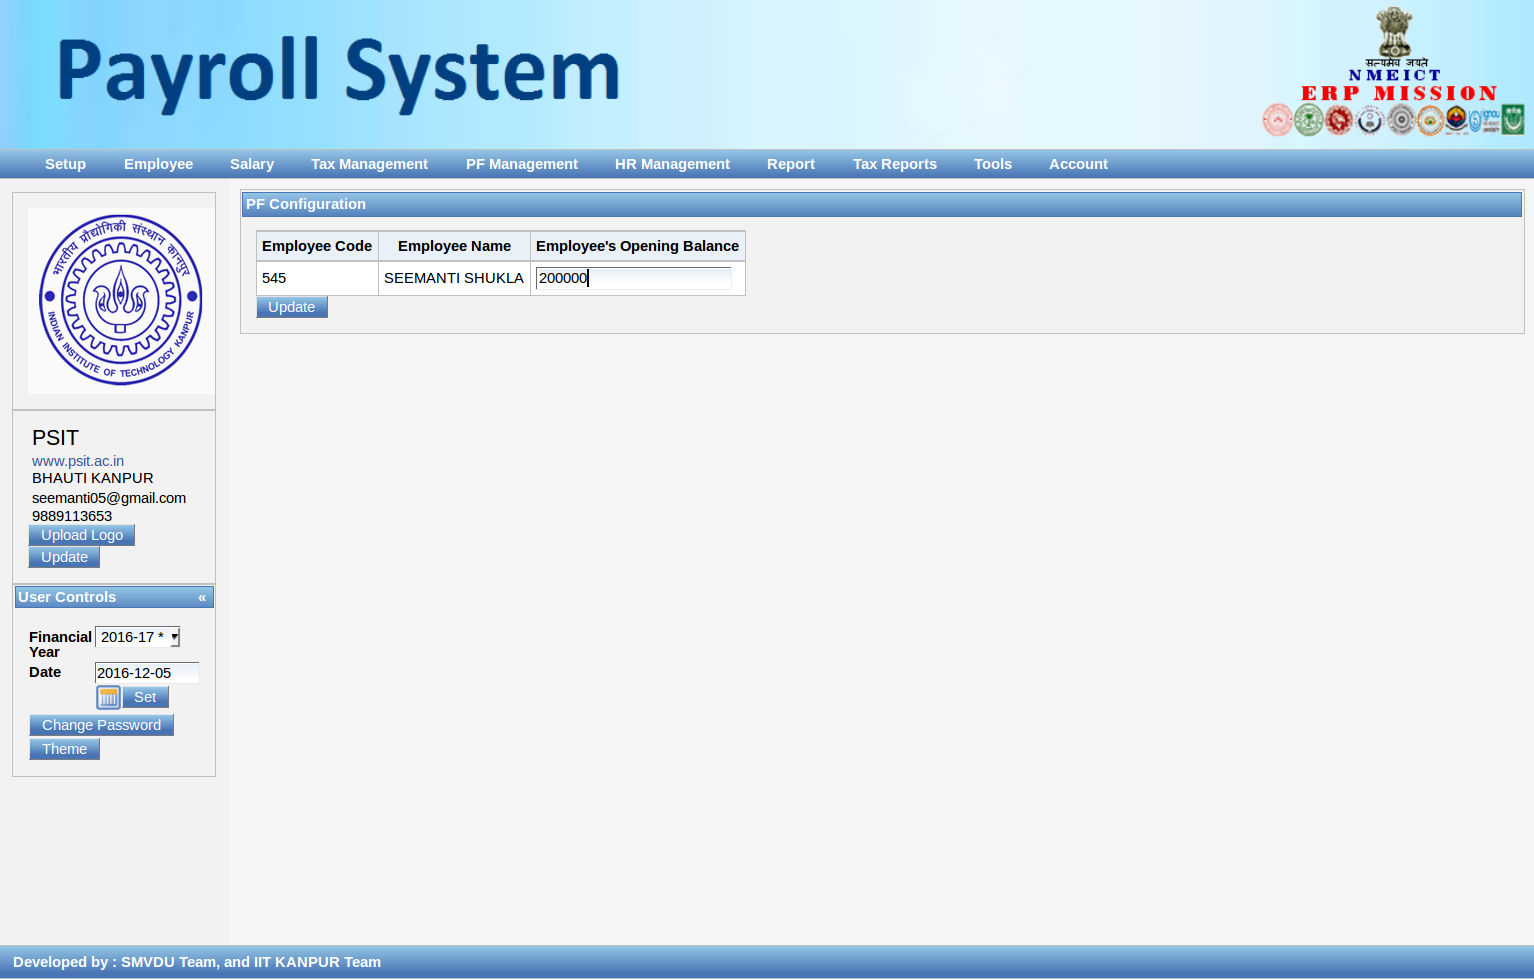 Payroll System
सत्यमेव जयते
NMEICT
ERP MISSION
Setup Employee Salary Tax Management PF Management HR Management Report Tax Reports Tools Account
भारतीय प्रौद्योगिकी संस्थान कानपुर
INDIAN INSTITUTE OF TECHNOLOGY KANPUR
PSIT
www.psit.ac.in
BHAUTI KANPUR
seemanti05@gmail.com
9889113653
Upload Logo
Update
User Controls «
Financial Year 2016-17 *
Date 2016-12-05
Set
Change Password
Theme
PF Configuration
Employee Code Employee Name Employee's Opening Balance
545 SEEMANTI SHUKLA 200000
Update
Developed by : SMVDU Team, and IIT KANPUR Team